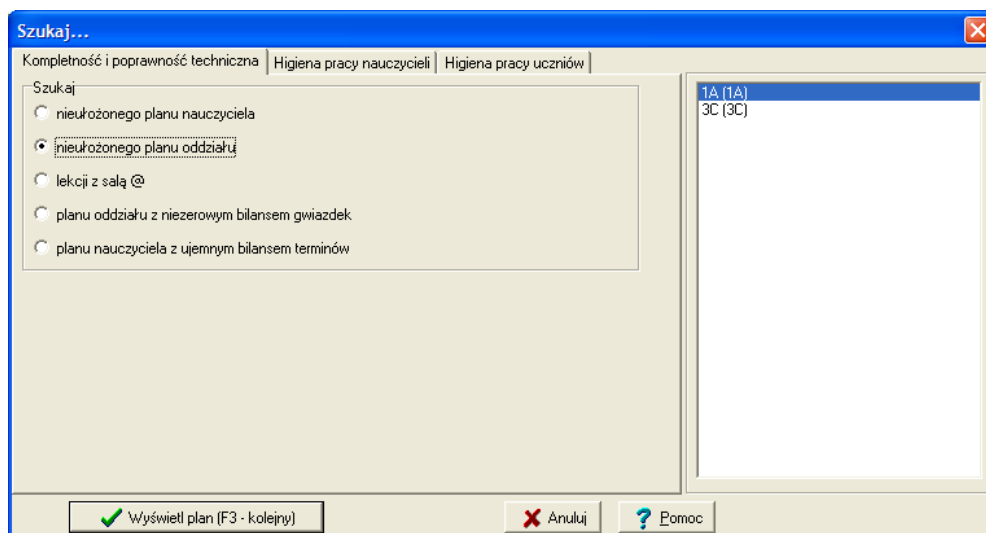 Szukaj...
Kompletność i poprawność techniczna
Higiena pracy nauczycieli
Higiena pracy uczniów
Szukaj
nieułożonego planu nauczyciela
nieułożonego planu oddziału
lekcji z salą @
planu oddziału z niezerowym bilansem gwiazdek
planu nauczyciela z ujemnym bilansem terminów
1A (1A)
3C (3C)
Wyświetl plan (F3 - kolejny)
Anuluj
? Pomoc